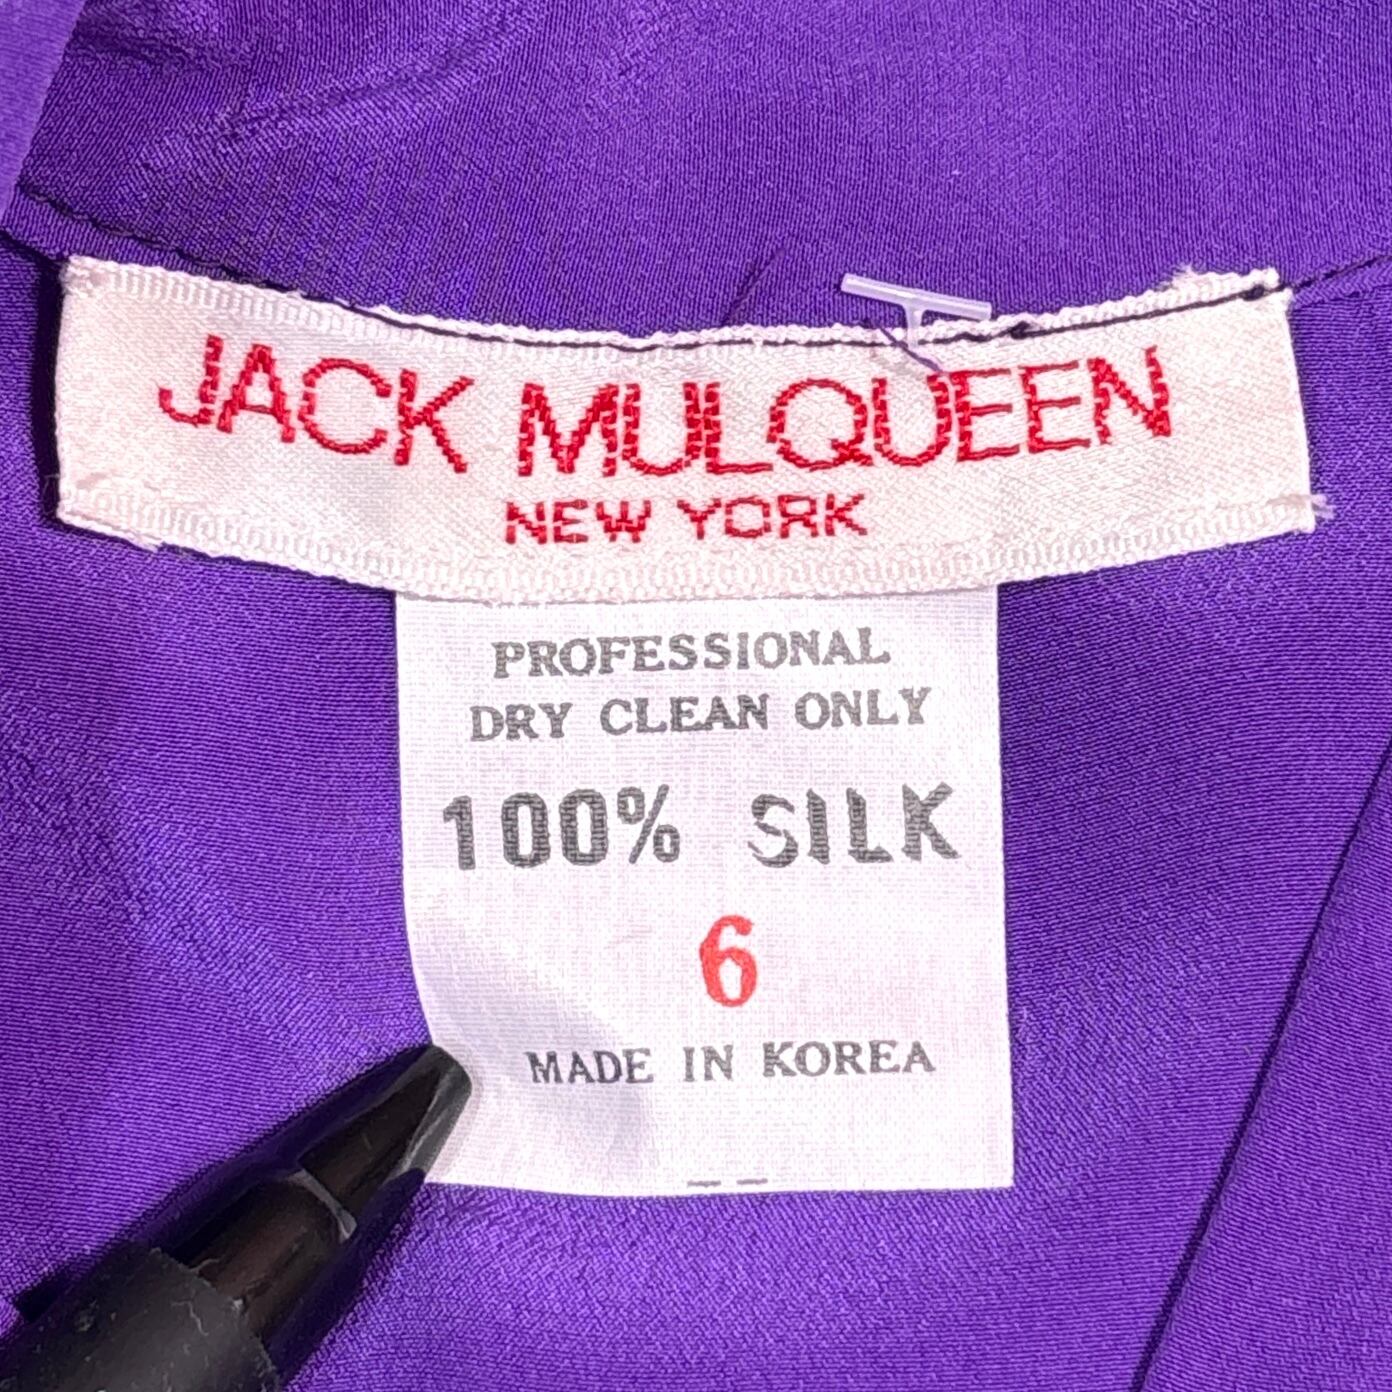 JACK MULQUEEN
NEW YORK
PROFESSIONAL
DRY CLEAN ONLY
100% SILK
6
MADE IN KOREA